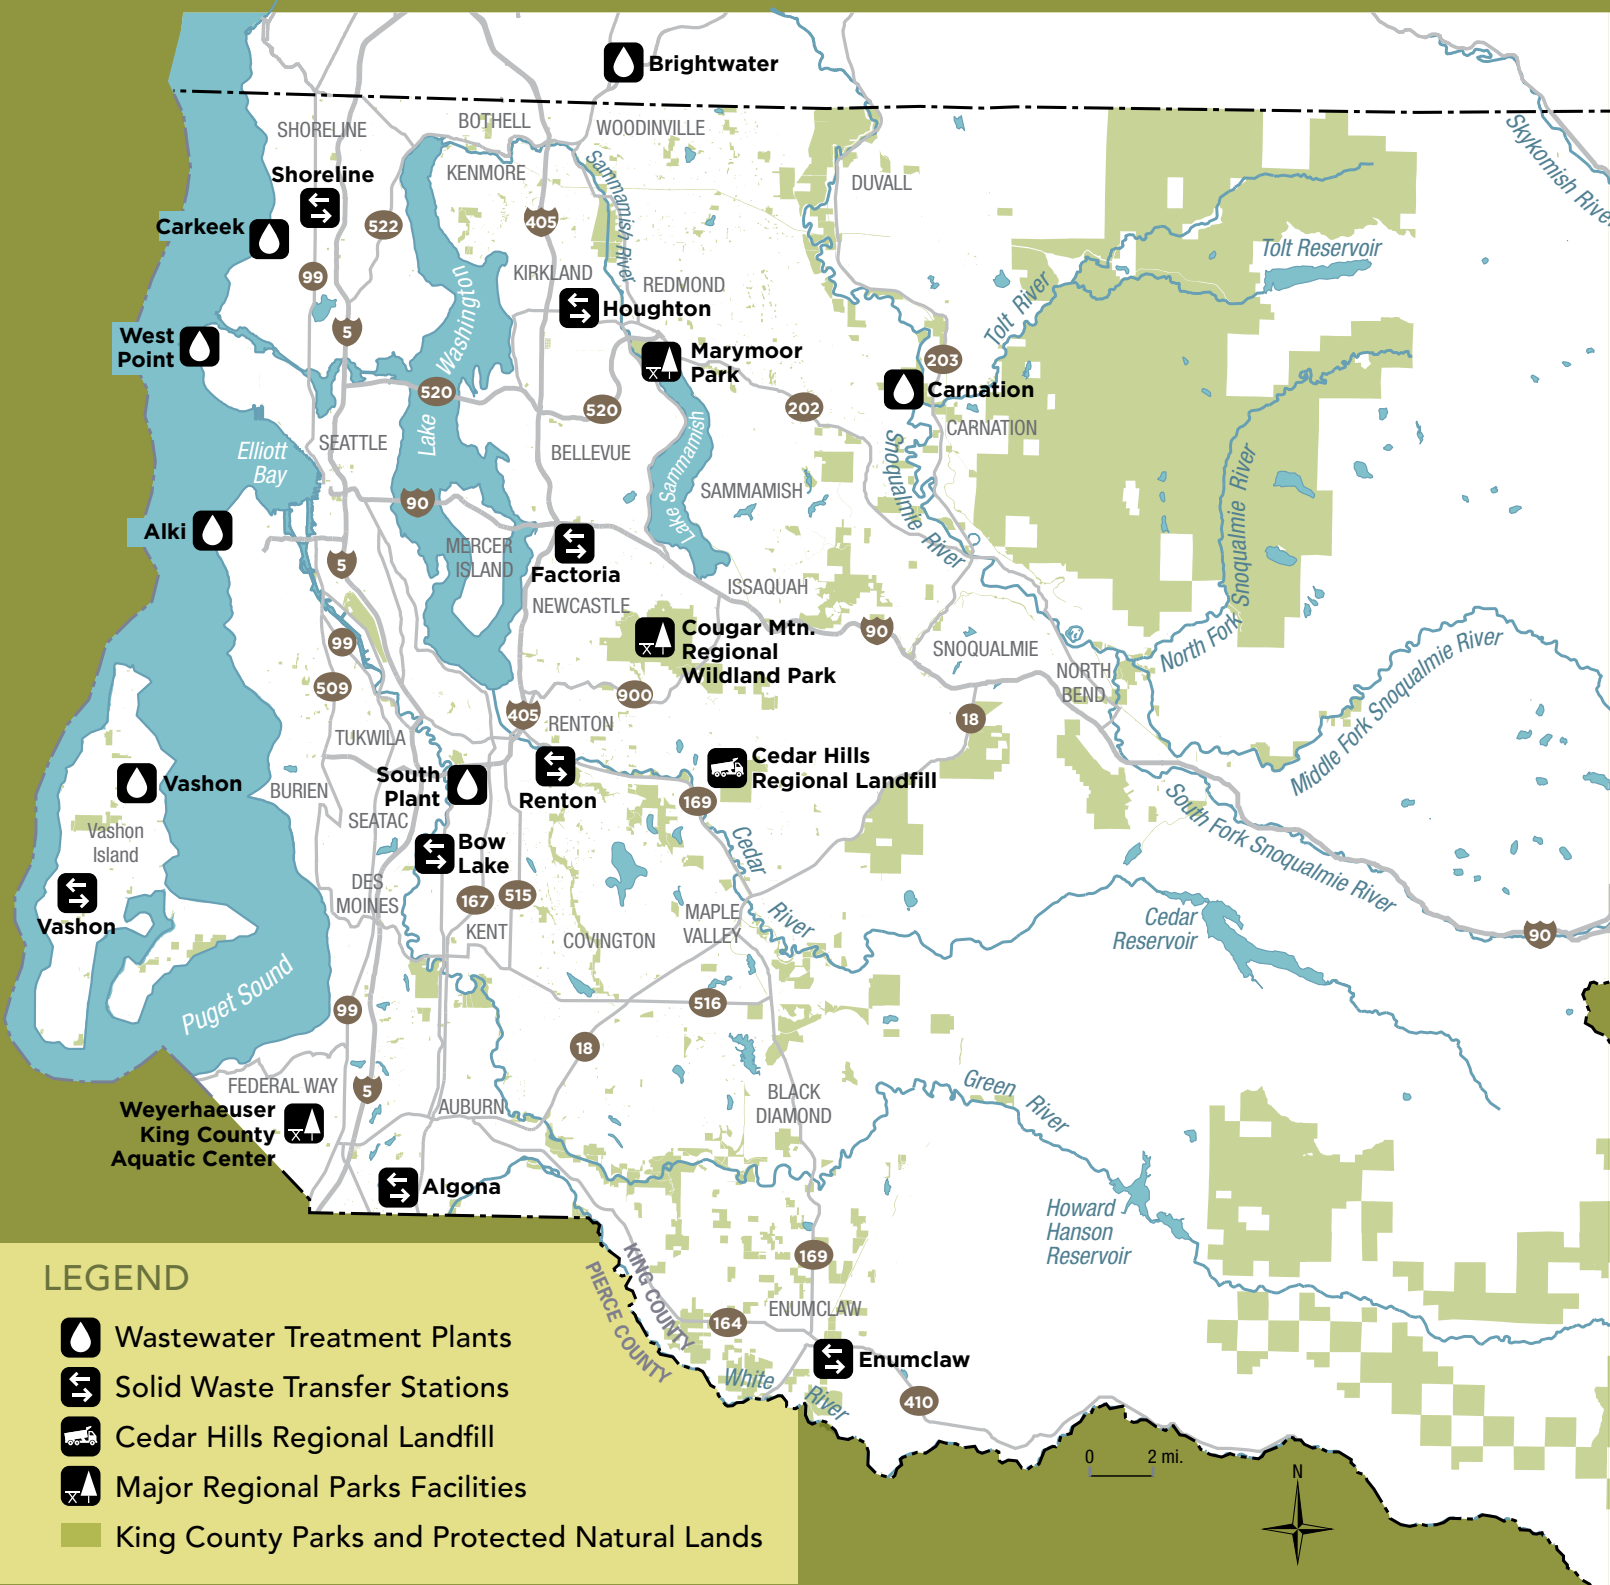 Brightwater
SHORELINE
BOTHELL
WOODINVILLE
Skykomish River
KENMORE
Sammamish River
Shoreline
DUVALL
Carkeek
522
405
Tolt Reservoir
99
KIRKLAND
REDMOND
Houghton
Tolt River
West
Point
5
Lake Washington
Marymoor
Park
203
520
520
202
Carnation
CARNATION
SEATTLE
Elliott
Bay
BELLEVUE
Lake Sammamish
SAMMAMISH
Snoqualmie River
North Fork Snoqualmie River
90
Alki
MERCER
ISLAND
Factoria
5
ISSAQUAH
NEWCASTLE
Cougar Mtn.
Regional
Wildland Park
90
SNOQUALMIE
99
NORTH
BEND
Middle Fork Snoqualmie River
509
900
405
RENTON
18
TUKWILA
Cedar Hills
Regional Landfill
Vashon
South
Plant
Renton
BURIEN
169
South Fork Snoqualmie River
SEATAC
Vashon
Island
Bow
Lake
Cedar River
DES
MOINES
167
515
Vashon
KENT
COVINGTON
MAPLE
VALLEY
Cedar
Reservoir
90
Puget Sound
99
516
18
FEDERAL WAY
5
BLACK
DIAMOND
Green River
AUBURN
Weyerhaeuser
King County
Aquatic Center
Algona
Howard
Hanson
Reservoir
KING COUNTY
PIERCE COUNTY
169
ENUMCLAW
164
Enumclaw
White River
410
0 2 mi.
N
LEGEND
Wastewater Treatment Plants
Solid Waste Transfer Stations
Cedar Hills Regional Landfill
Major Regional Parks Facilities
King County Parks and Protected Natural Lands